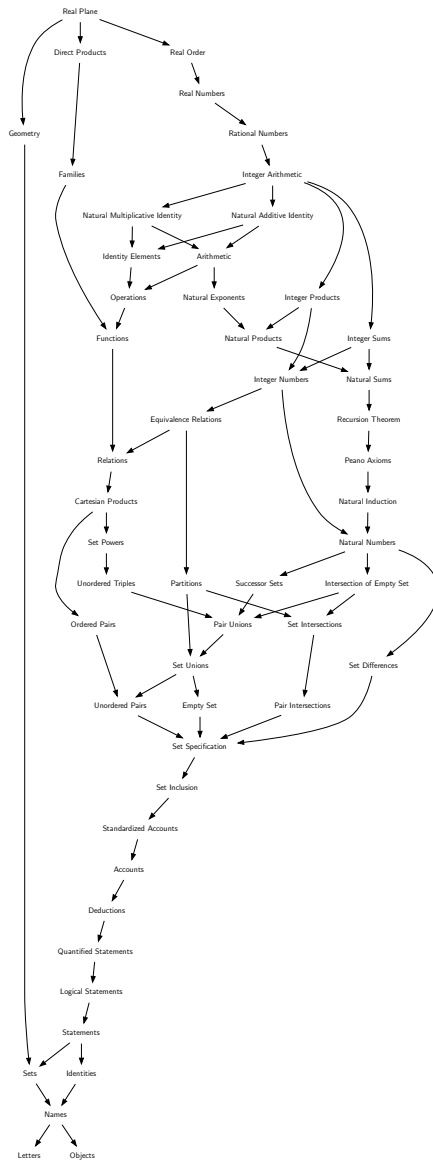 Real Plane
Direct Products
Real Order
Real Numbers
Geometry
Rational Numbers
Families
Integer Arithmetic
Natural Multiplicative Identity
Natural Additive Identity
Identity Elements
Arithmetic
Operations
Natural Exponents
Integer Products
Functions
Natural Products
Integer Sums
Integer Numbers
Natural Sums
Equivalence Relations
Recursion Theorem
Relations
Peano Axioms
Cartesian Products
Natural Induction
Set Powers
Natural Numbers
Unordered Triples
Partitions
Successor Sets
Intersection of Empty Set
Ordered Pairs
Pair Unions
Set Intersections
Set Unions
Set Differences
Unordered Pairs
Empty Set
Pair Intersections
Set Specification
Set Inclusion
Standardized Accounts
Accounts
Deductions
Quantified Statements
Logical Statements
Statements
Sets
Identities
Names
Letters
Objects